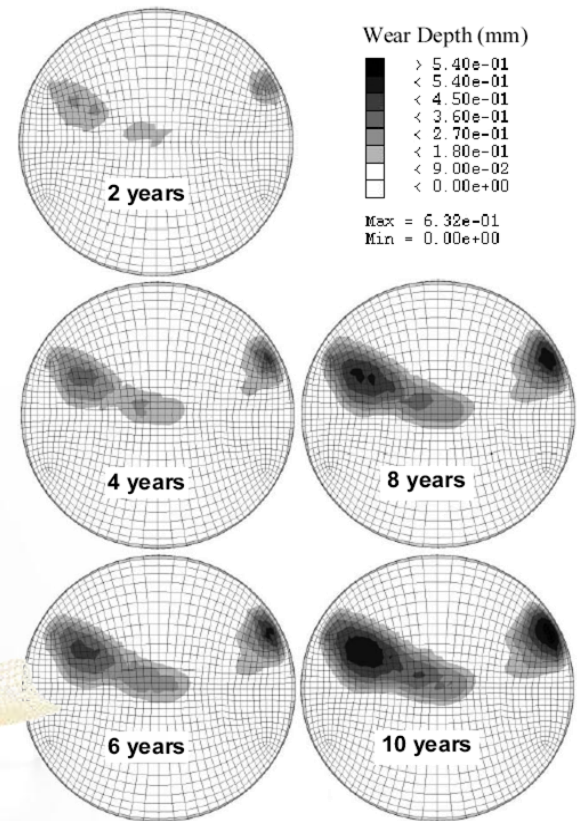 Wear Depth (mm)
> 5.40e-01
< 5.40e-01
< 4.50e-01
< 3.60e-01
< 2.70e-01
< 1.80e-01
< 9.00e-02
< 0.00e+00
Max = 6.32e-01
Min = 0.00e+00
2 years
4 years
8 years
6 years
10 years